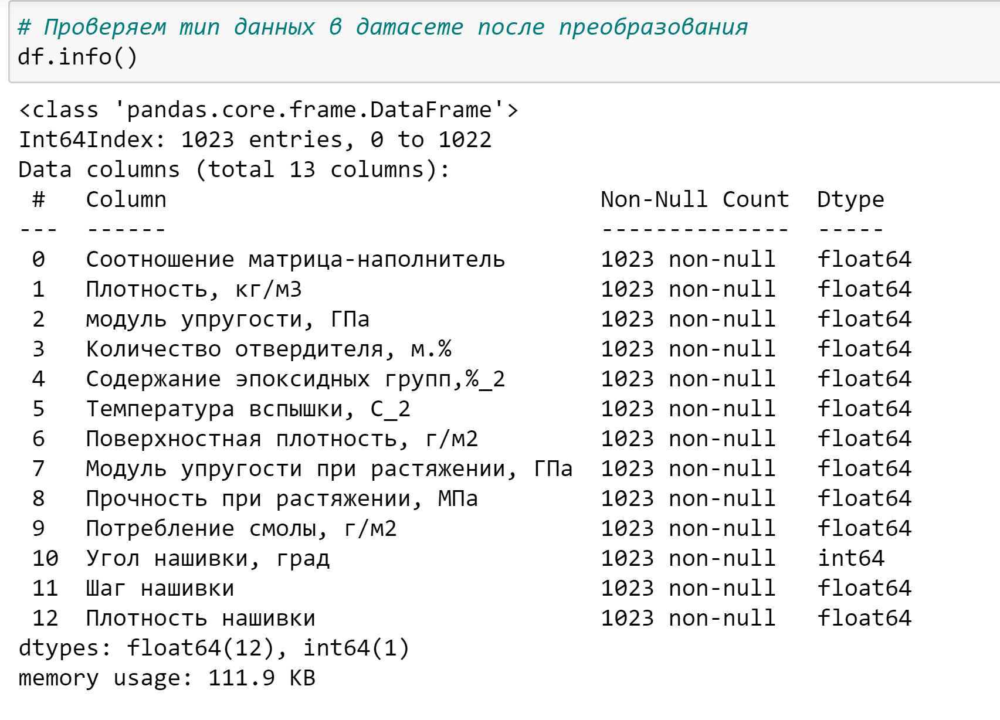 # Проверяем тип данных в датасете после преобразования
df.info()
<class 'pandas.core.frame.DataFrame'>
Int64Index: 1023 entries, 0 to 1022
Data columns (total 13 columns):
 #   Column                                Non-Null Count  Dtype
---  ------                                --------------  -----
 0   Соотношение матрица-наполнитель       1023 non-null   float64
 1   Плотность, кг/м3                      1023 non-null   float64
 2   модуль упругости, ГПа                 1023 non-null   float64
 3   Количество отвердителя, м.%           1023 non-null   float64
 4   Содержание эпоксидных групп,%_2       1023 non-null   float64
 5   Температура вспышки, С_2              1023 non-null   float64
 6   Поверхностная плотность, г/м2         1023 non-null   float64
 7   Модуль упругости при растяжении, ГПа  1023 non-null   float64
 8   Прочность при растяжении, МПа         1023 non-null   float64
 9   Потребление смолы, г/м2               1023 non-null   float64
 10  Угол нашивки, град                    1023 non-null   int64
 11  Шаг нашивки                           1023 non-null   float64
 12  Плотность нашивки                     1023 non-null   float64
dtypes: float64(12), int64(1)
memory usage: 111.9 KB